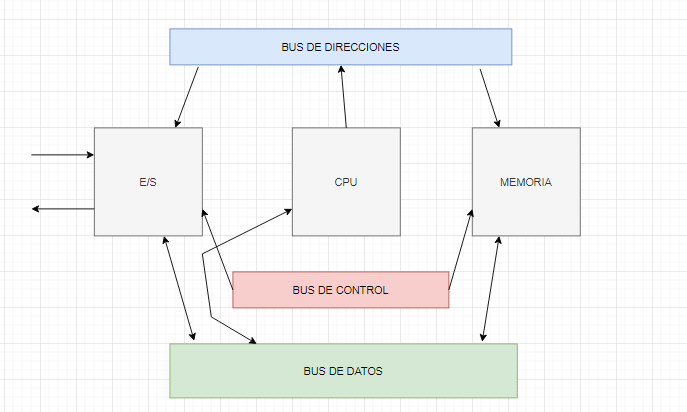 BUS DE DIRECCIONES
E/S
CPU
MEMORIA
BUS DE CONTROL
BUS DE DATOS